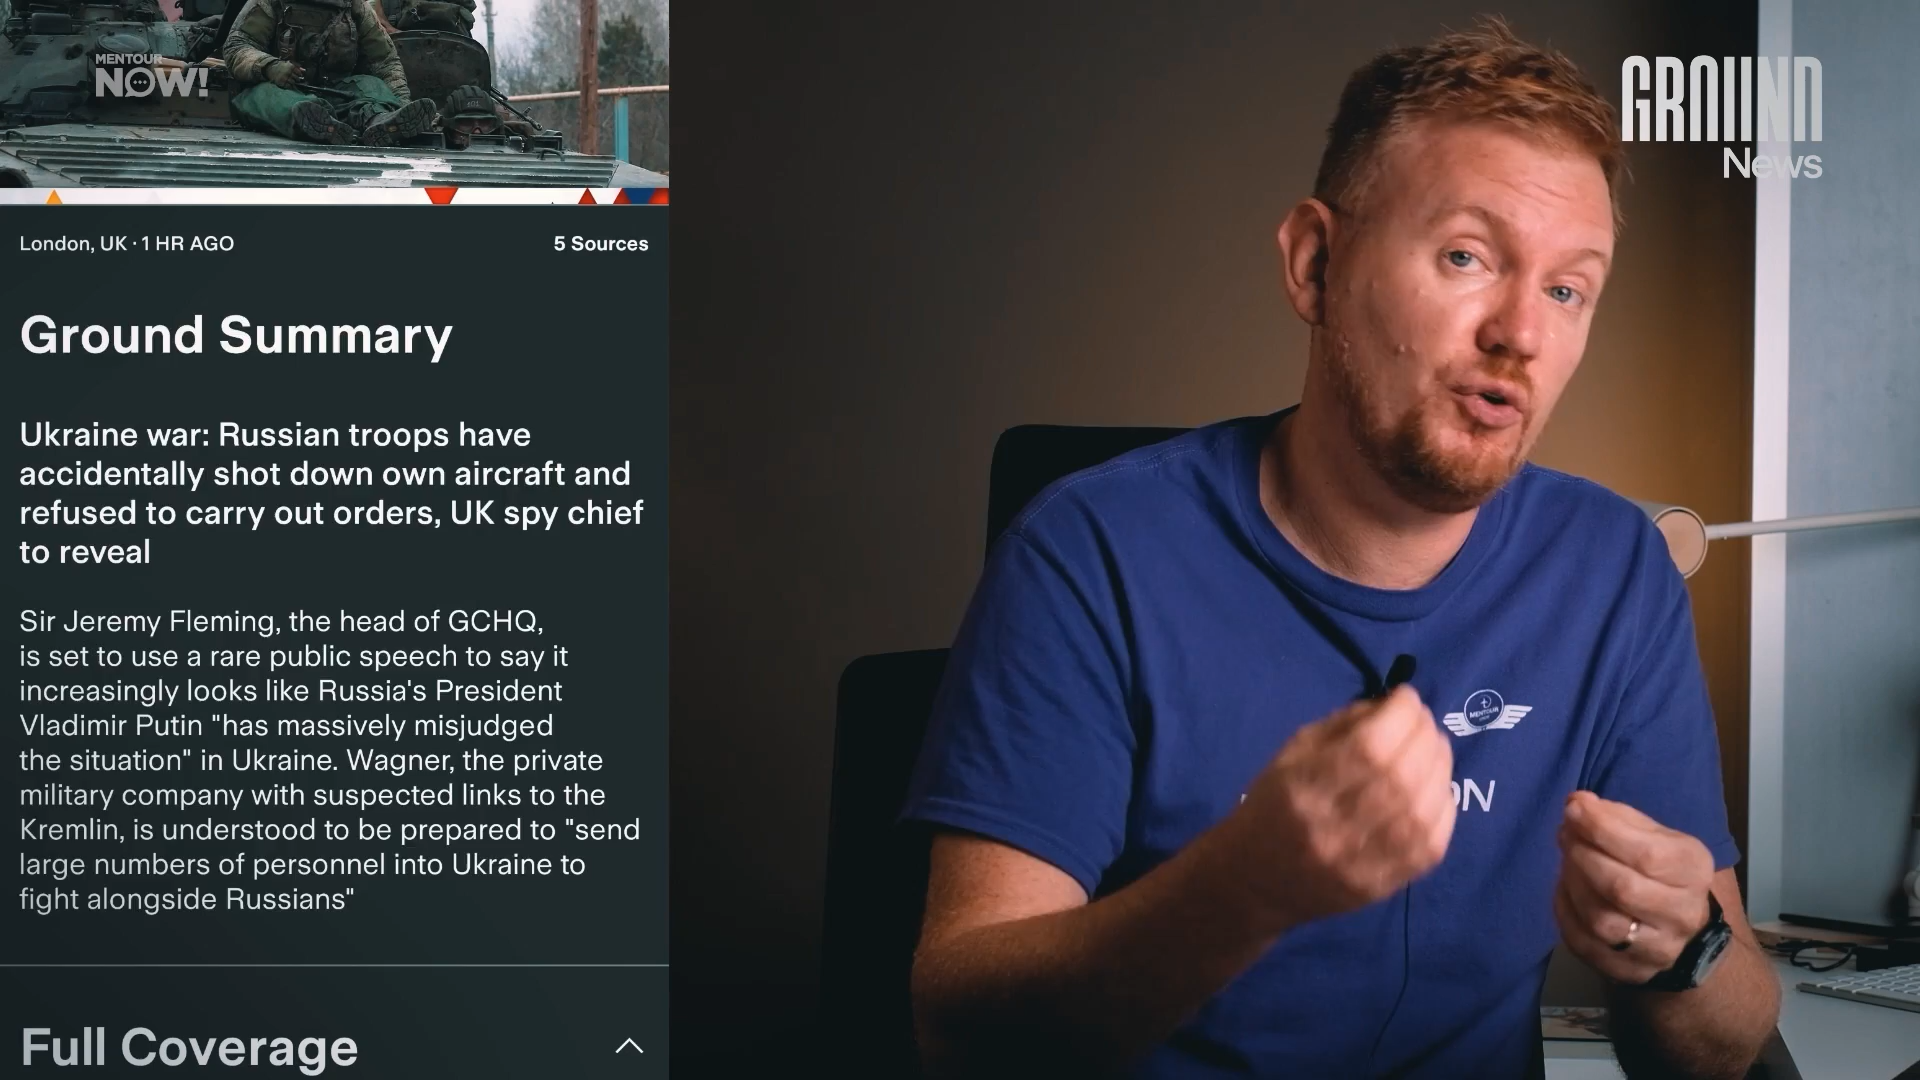 MENTOUR
NOW!
GROUND
News
London, UK · 1 HR AGO
5 Sources
Ground Summary
Ukraine war: Russian troops have
accidentally shot down own aircraft and
refused to carry out orders, UK spy chief
to reveal
Sir Jeremy Fleming, the head of GCHQ,
is set to use a rare public speech to say it
increasingly looks like Russia's President
Vladimir Putin "has massively misjudged
the situation" in Ukraine. Wagner, the private
military company with suspected links to the
Kremlin, is understood to be prepared to "send
large numbers of personnel into Ukraine to
fight alongside Russians"
Full Coverage
MENTOUR